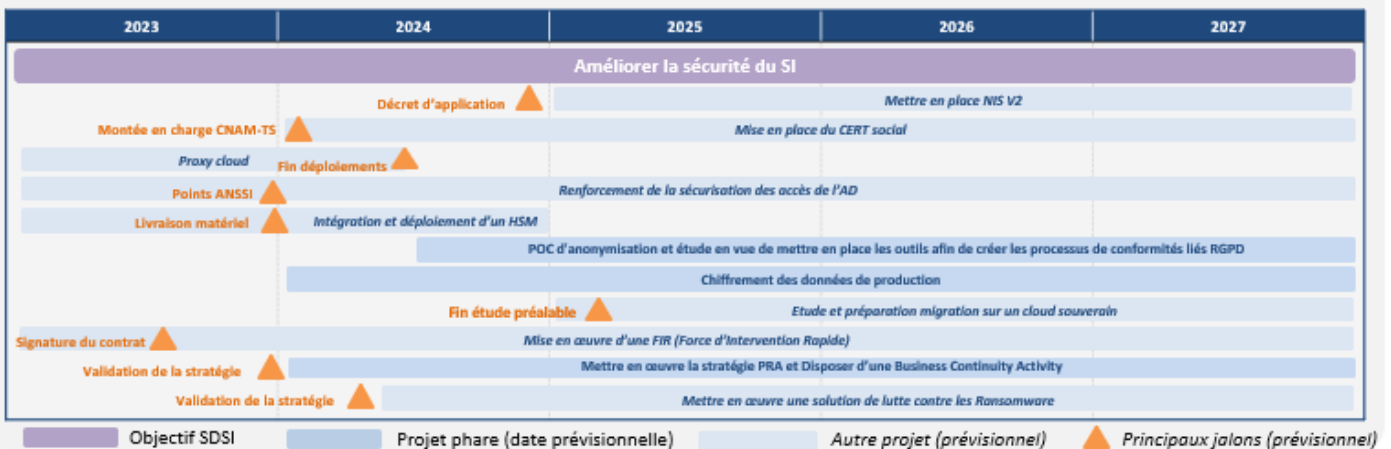 2023 2024 2025 2026 2027
Améliorer la sécurité du SI
Décret d'application Mettre en place NIS V2
Montée en charge CNAM-TS Mise en place du CERT social
Proxy cloud Fin déploiements
Points ANSSI Renforcement de la sécurisation des accès de l'AD
Livraison matériel Intégration et déploiement d'un HSM
POC d'anonymisation et étude en vue de mettre en place les outils afin de créer les processus de conformités liés RGPD
Chiffrement des données de production
Fin étude préalable Etude et préparation migration sur un cloud souverain
Signature du contrat Mise en œuvre d'une FIR (Force d'Intervention Rapide)
Validation de la stratégie Mettre en œuvre la stratégie PRA et Disposer d'une Business Continuity Activity
Validation de la stratégie Mettre en œuvre une solution de lutte contre les Ransomware
Objectif SDSI Projet phare (date prévisionnelle) Autre projet (prévisionnel) Principaux jalons (prévisionnel)